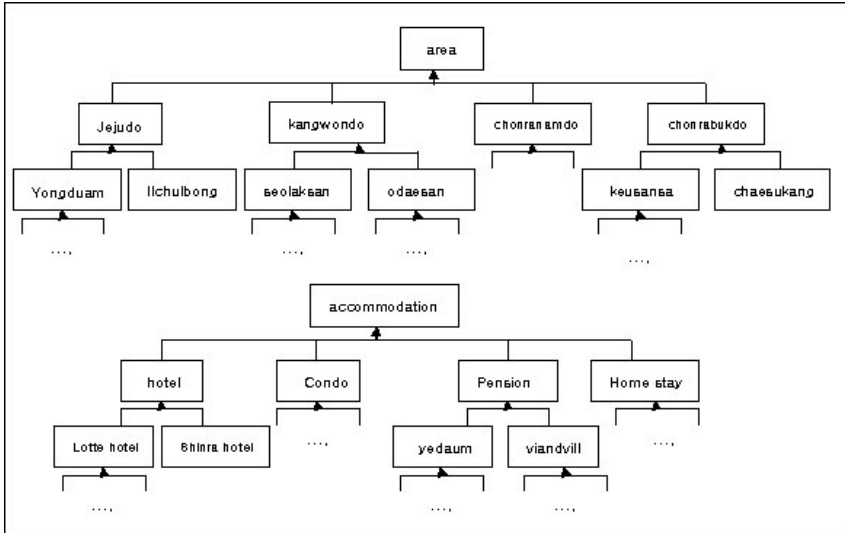 area
Jejudo kangwondo chonranamdo chonrabukdo
Yongduam Ilchulbong seolaksan odaesan keusansa chaesukang
..., ..., ..., ...,
accommodation
hotel Condo Pension Home stay
Lotte hotel Shinra hotel ..., yedaum viandvill ...,
..., ..., ...,